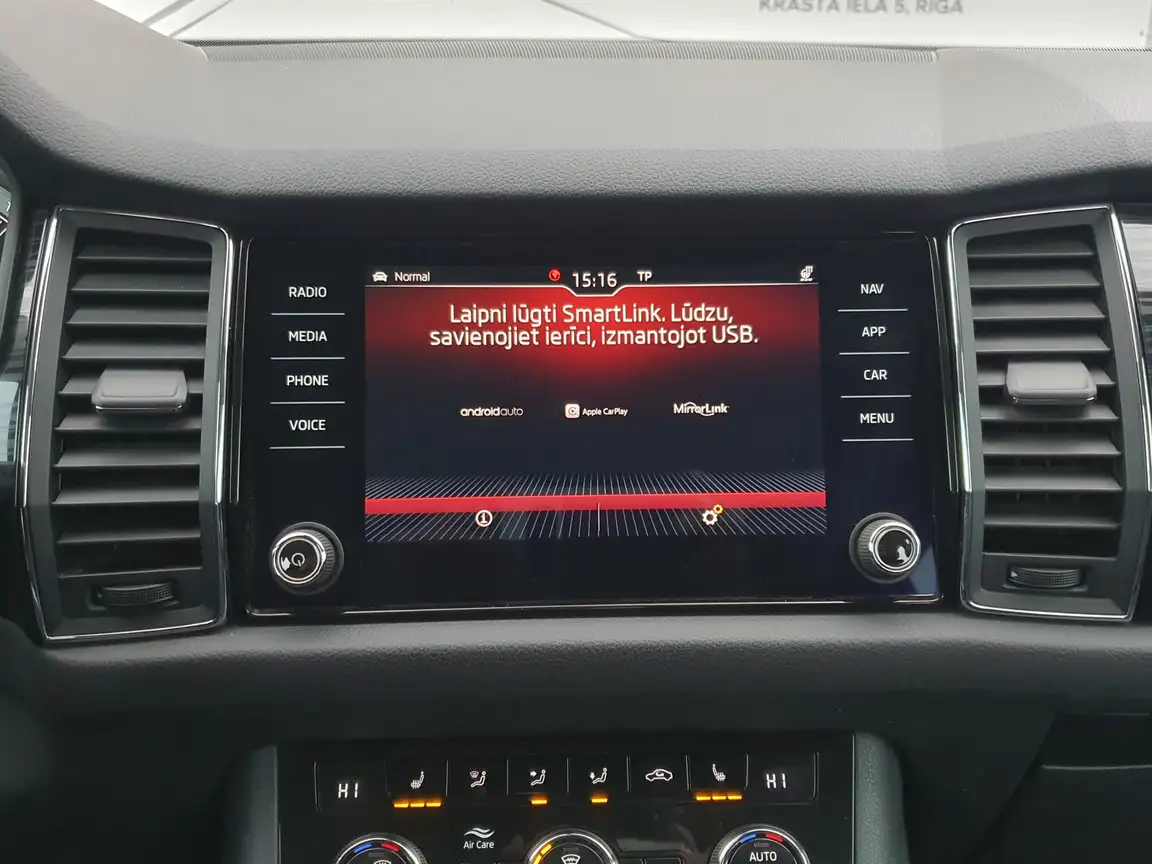 KRASTA IELA 5, RIGA
Normal
15:16
TP
Laipni lūgti SmartLink. Lūdzu,
savienojiet ierīci, izmantojot USB.
androidauto
Apple CarPlay
MirrorLink
RADIO
MEDIA
PHONE
VOICE
NAV
APP
CAR
MENU
HI
HI
Air Care
AUTO